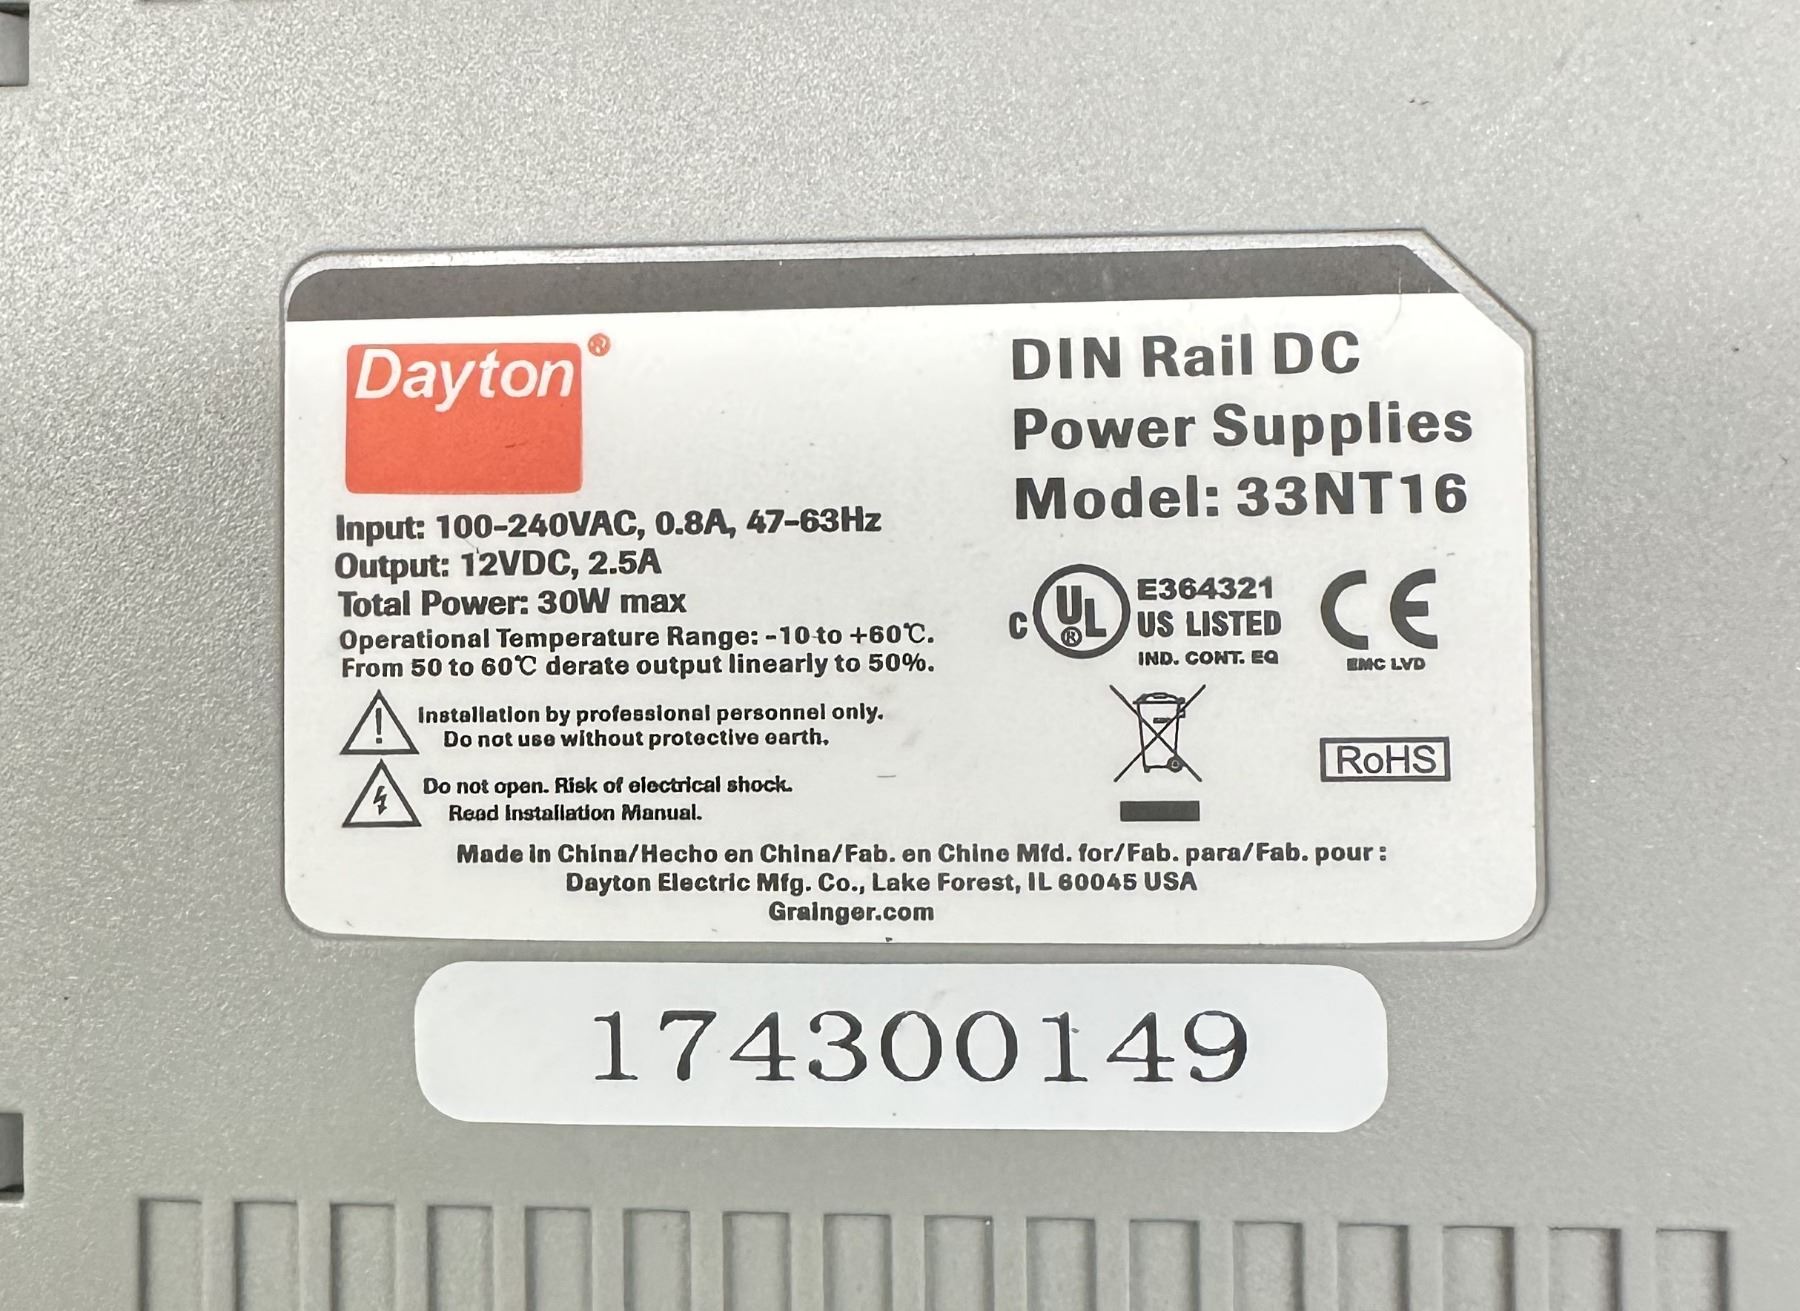 Dayton®
DIN Rail DC
Power Supplies
Model: 33NT16
Input: 100-240VAC, 0.8A, 47-63Hz
Output: 12VDC, 2.5A
Total Power: 30W max
Operational Temperature Range: -10 to +60℃.
From 50 to 60℃ derate output linearly to 50%.
C UL® US LISTED
E364321
IND. CONT. EQ
CE
EMC LVD
Installation by professional personnel only.
Do not use without protective earth.
Do not open. Risk of electrical shock.
Read Installation Manual.
RoHS
Made in China/Hecho en China/Fab. en Chine Mfd. for/Fab. para/Fab. pour :
Dayton Electric Mfg. Co., Lake Forest, IL 60045 USA
Grainger.com
174300149